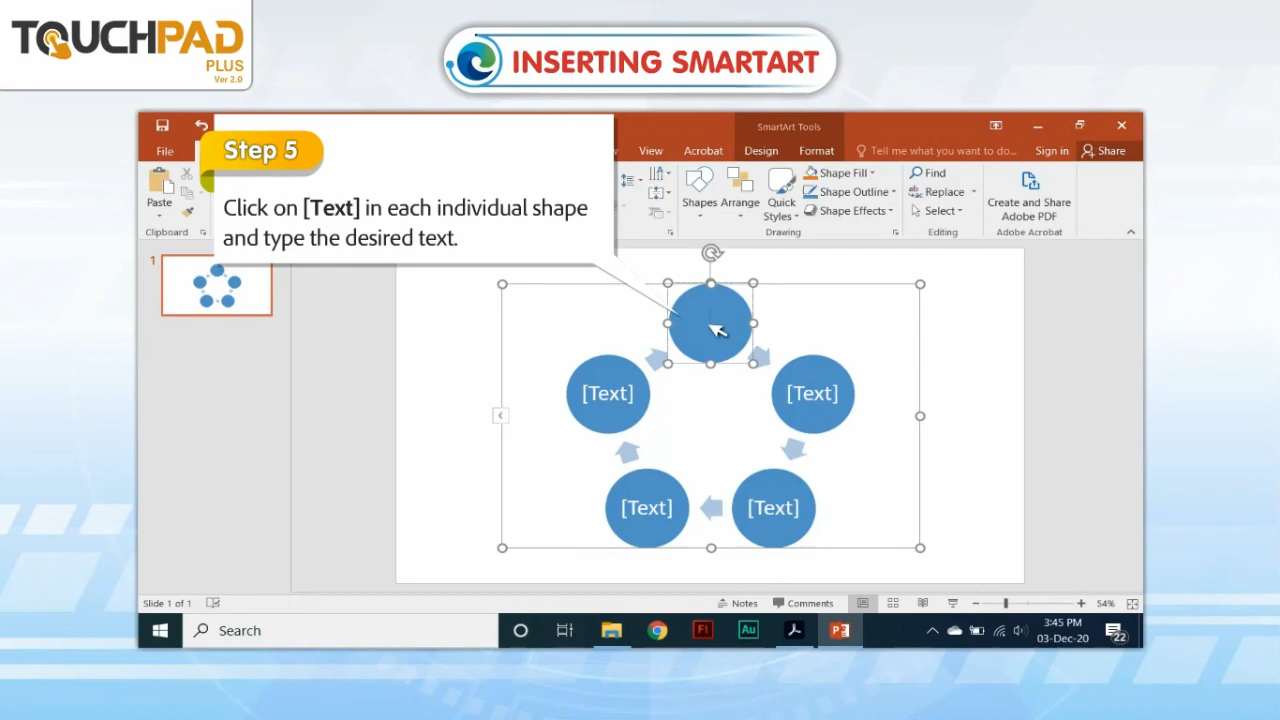 TOUCHPAD
PLUS
Ver 2.0
INSERTING SMARTART
SmartArt Tools
File
View
Acrobat
Design
Format
Tell me what you want to do...
Sign in
Share
Step 5
Click on [Text] in each individual shape
and type the desired text.
Paste
Clipboard
Shapes
Arrange
Quick
Styles
Shape Fill
Shape Outline
Shape Effects
Drawing
Find
Replace
Select
Editing
Create and Share
Adobe PDF
Adobe Acrobat
1
[Text]
[Text]
[Text]
[Text]
Slide 1 of 1
Notes
Comments
54%
Search
Fl
Au
P
3:45 PM
03-Dec-20
22